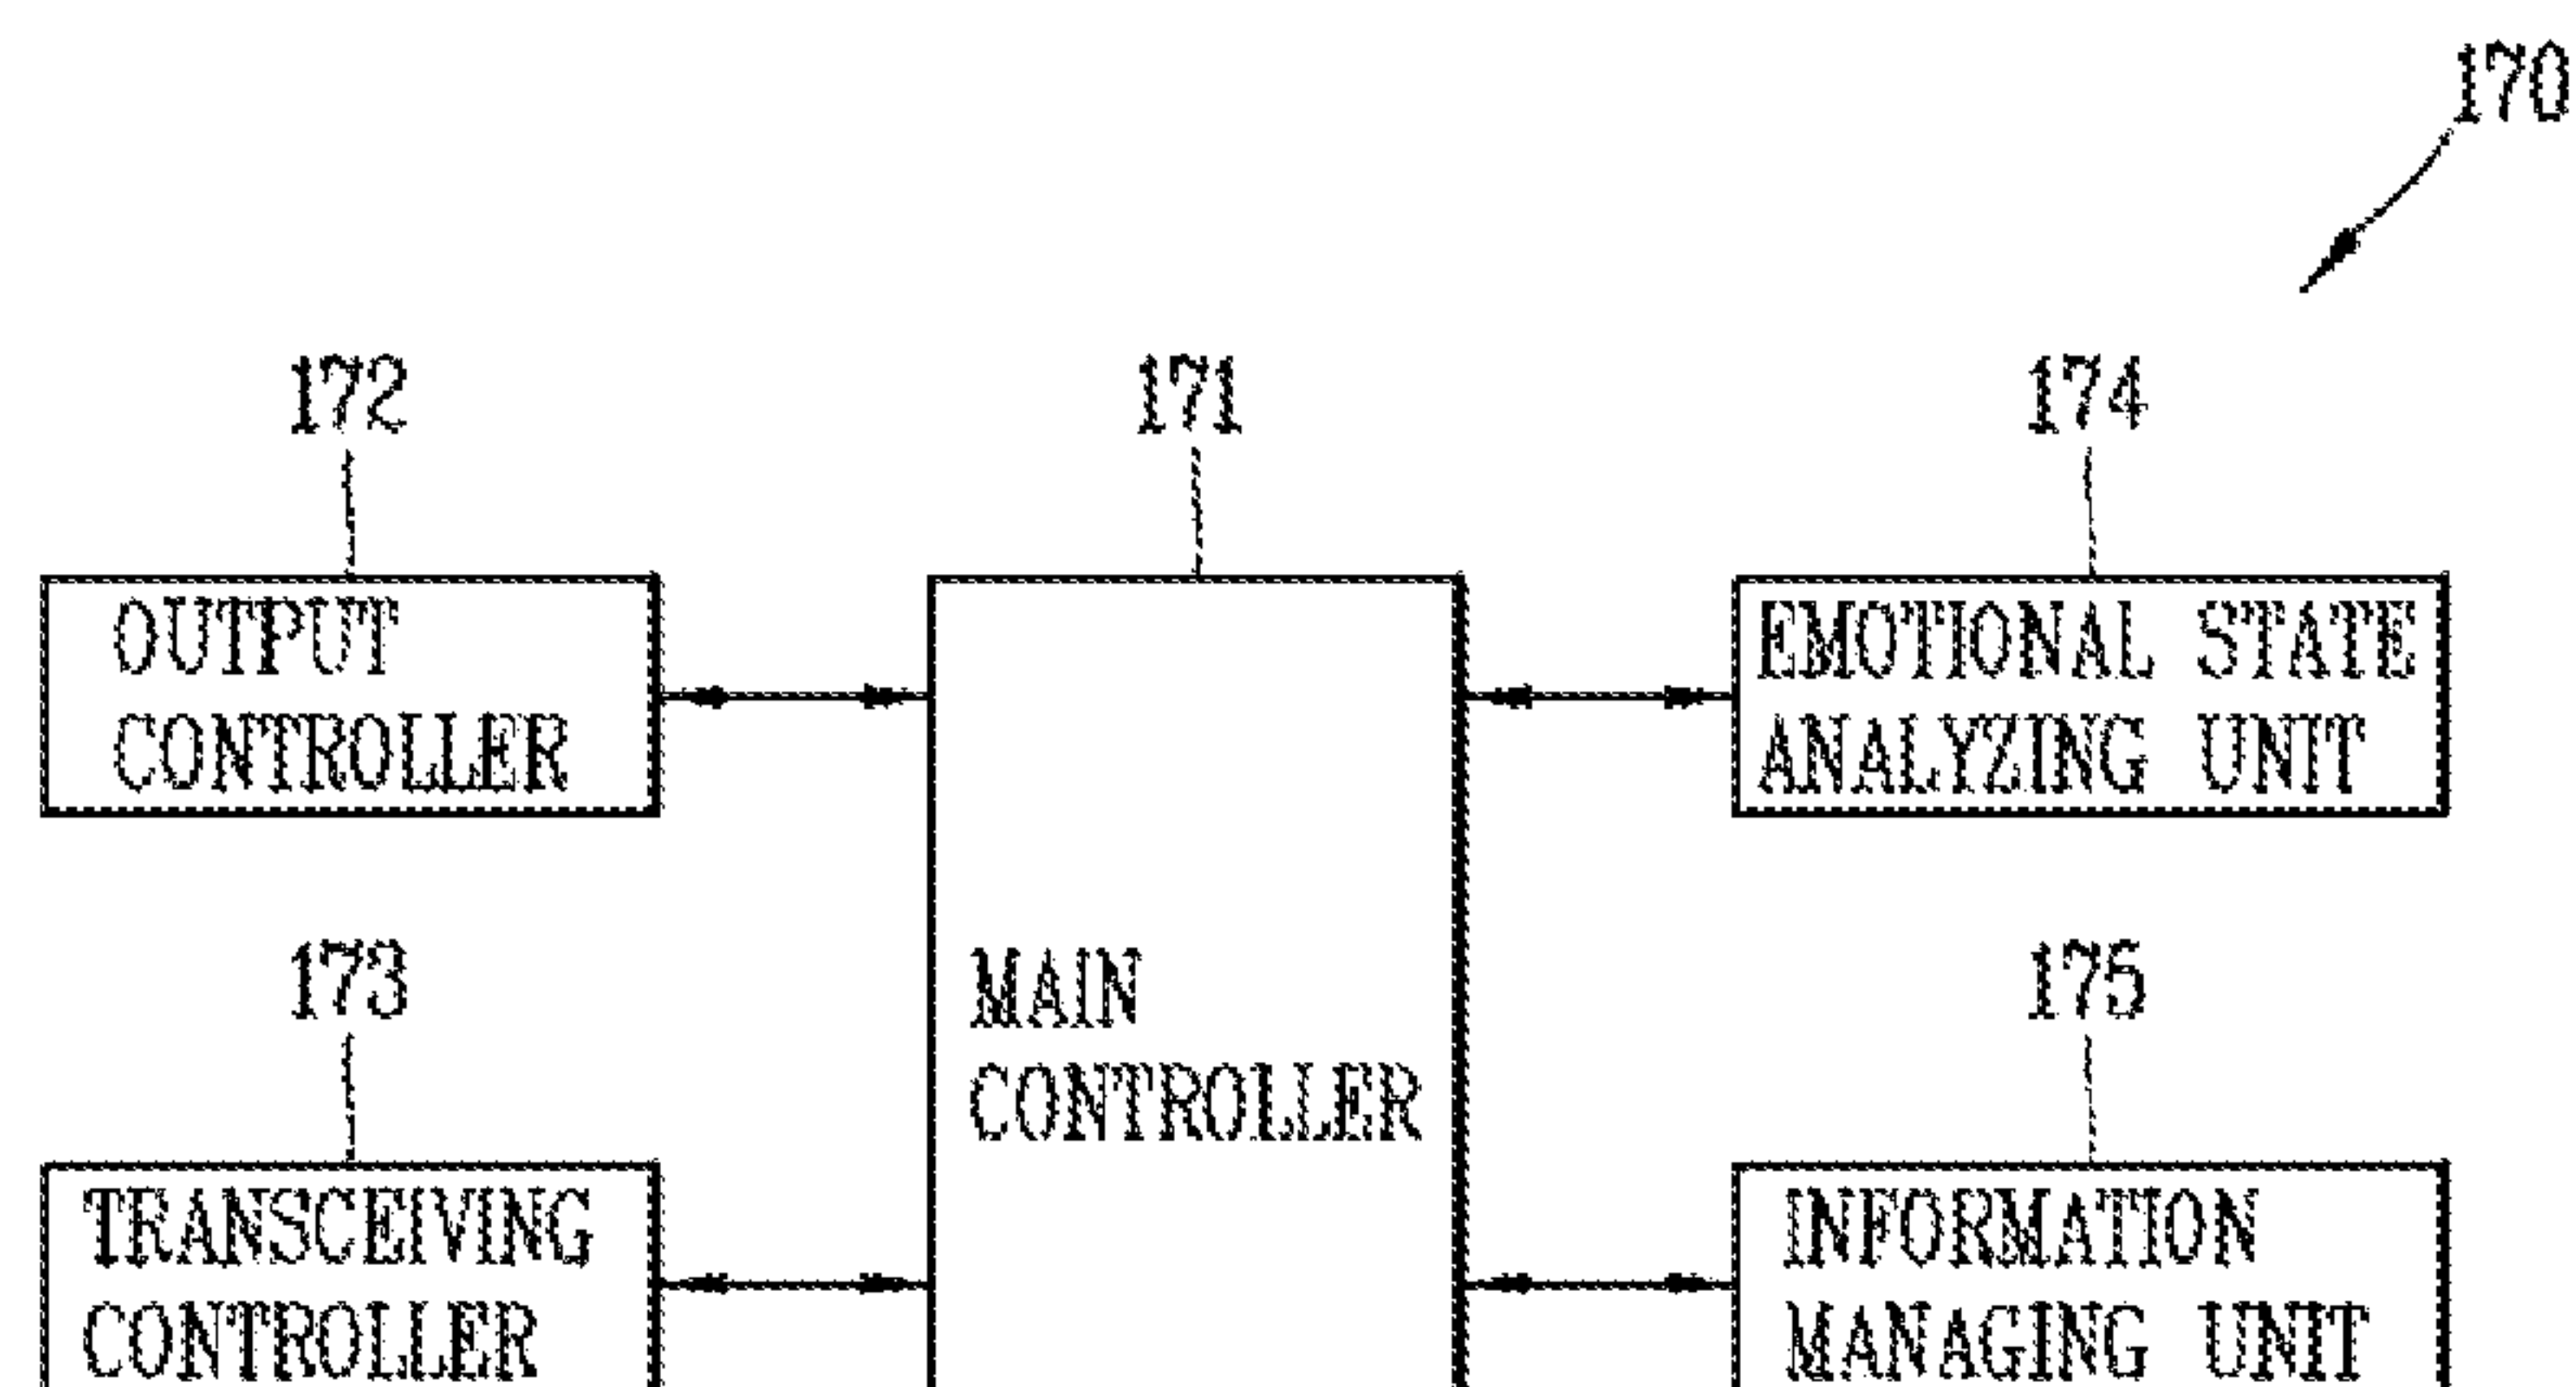 170
172
171
174
OUTPUT
CONTROLLER
EMOTIONAL STATE
ANALYZING UNIT
MAIN
CONTROLLER
173
175
TRANSCEIVING
CONTROLLER
INFORMATION
MANAGING UNIT